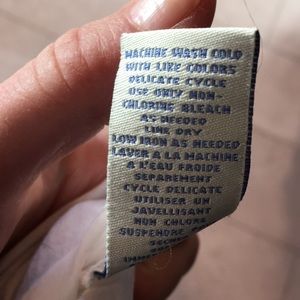 MACHINE WASH COLD
WITH LIKE COLORS
DELICATE CYCLE
USE ONLY NON-
CHLORINE BLEACH
AS NEEDED
LINE DRY
LOW IRON AS NEEDED
LAVER A LA MACHINE
A L'EAU FROIDE
SEPAREMENT
CYCLE DELICATE
UTILISER UN
JAVELLISANT
NON CHLORE
SUSPENDRE